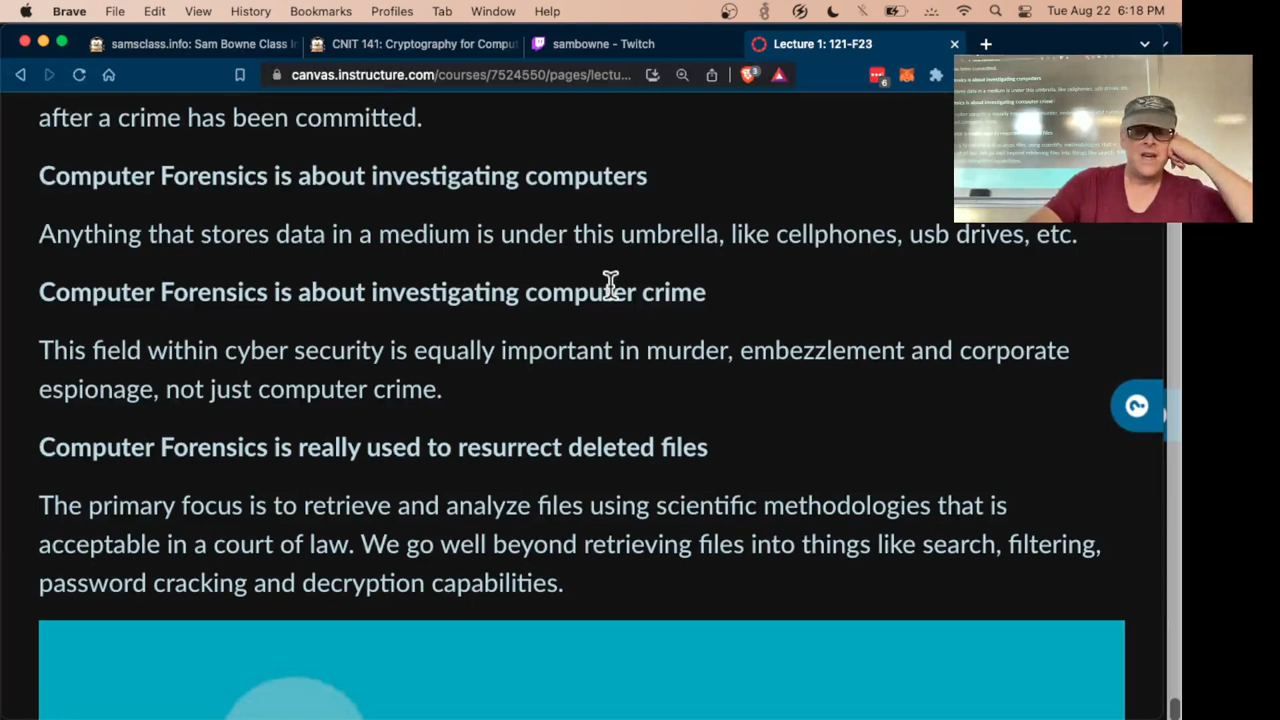 Brave File Edit View History Bookmarks Profiles Tab Window Help Tue Aug 22 6:18 PM
samsclass.info: Sam Bowne Class I CNIT 141: Cryptography for Comput sambowne - Twitch Lecture 1: 121-F23
canvas.instructure.com/courses/7524550/pages/lectu... 3 6
after a crime has been committed.
Computer Forensics is about investigating computers
Anything that stores data in a medium is under this umbrella, like cellphones, usb drives, etc.
Computer Forensics is about investigating computer crime
This field within cyber security is equally important in murder, embezzlement and corporate
espionage, not just computer crime.
Computer Forensics is really used to resurrect deleted files
The primary focus is to retrieve and analyze files using scientific methodologies that is
acceptable in a court of law. We go well beyond retrieving files into things like search, filtering,
password cracking and decryption capabilities.